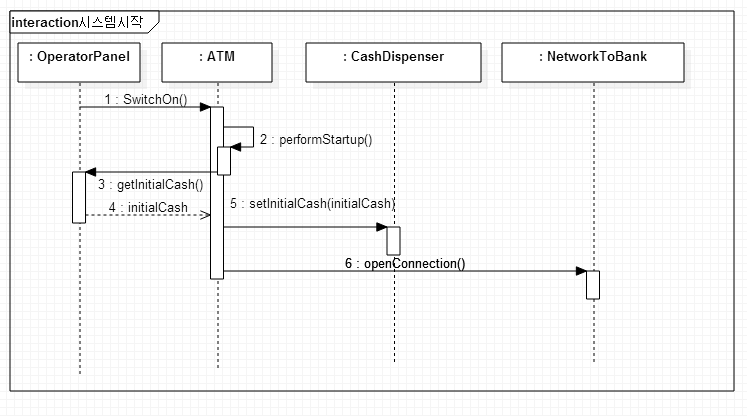 interaction시스템시작
: OperatorPanel
: ATM
: CashDispenser
: NetworkToBank
1 : SwitchOn()
2 : performStartup()
3 : getInitialCash()
4 : initialCash
5 : setInitialCash(initialCash)
6 : openConnection()